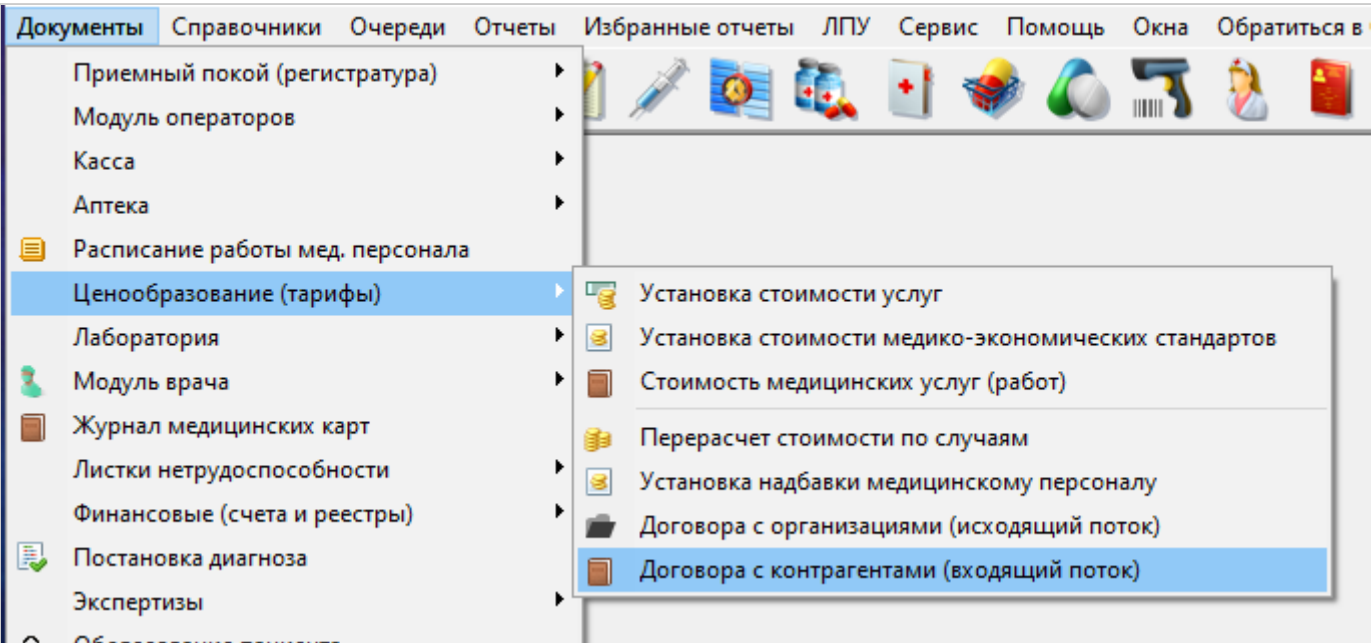 Документы Справочники Очереди Отчеты Избранные отчеты ЛПУ Сервис Помощь Окна Обратиться в
Приемный покой (регистратура)
Модуль операторов
Касса
Аптека
Расписание работы мед. персонала
Ценообразование (тарифы)
Лаборатория
Модуль врача
Журнал медицинских карт
Листки нетрудоспособности
Финансовые (счета и реестры)
Постановка диагноза
Экспертизы
Установка стоимости услуг
Установка стоимости медико-экономических стандартов
Стоимость медицинских услуг (работ)
Перерасчет стоимости по случаям
Установка надбавки медицинскому персоналу
Договора с организациями (исходящий поток)
Договора с контрагентами (входящий поток)